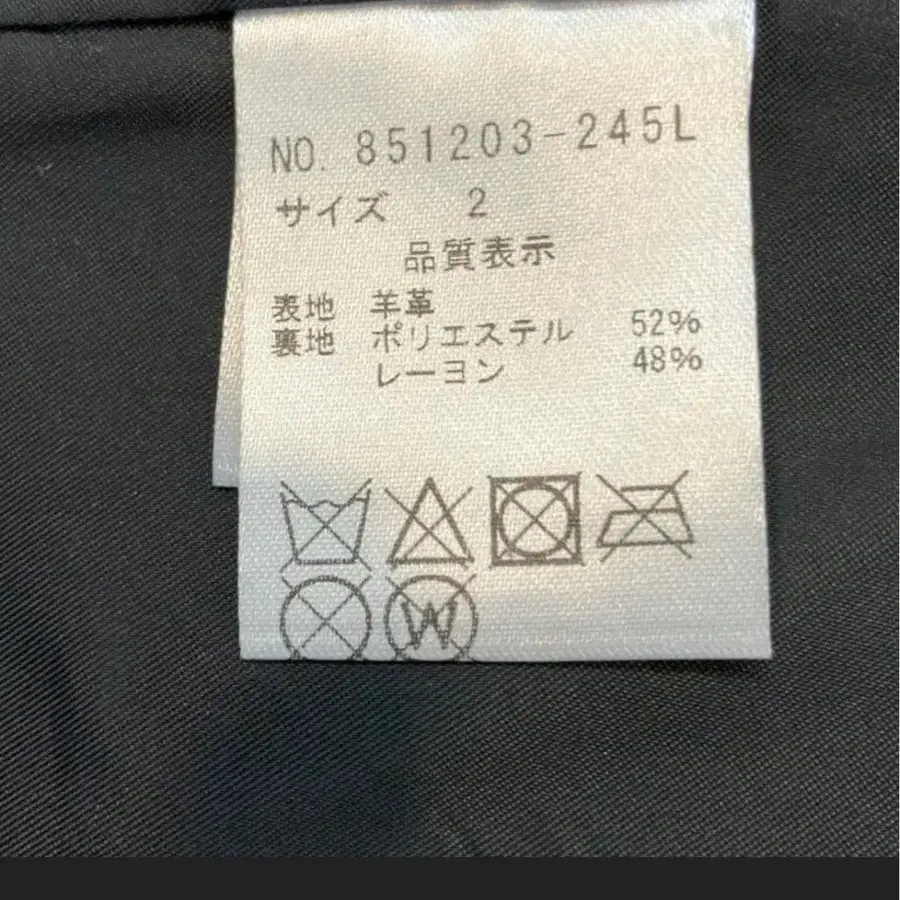 NO. 851203-245L
サイズ 2
品質表示
表地 羊革
裏地 ポリエステル 52%
レーヨン 48%
W